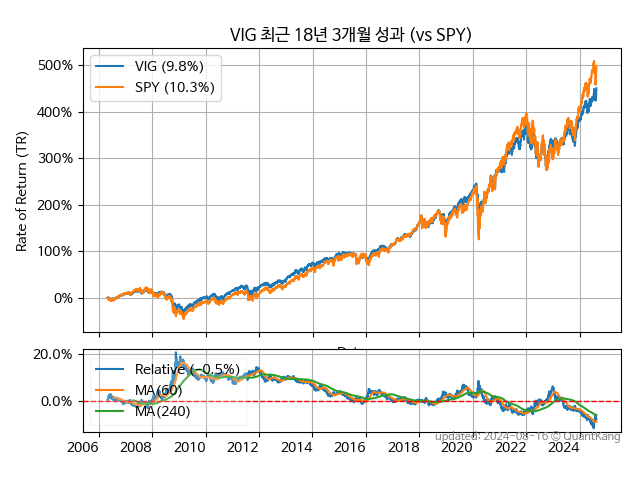 VIG 최근 18년 3개월 성과 (vs SPY)
VIG (9.8%)
SPY (10.3%)
Rate of Return (TR)
500%
400%
300%
200%
100%
0%
20.0%
0.0%
Relative (−0.5%)
MA(60)
MA(240)
2006 2008 2010 2012 2014 2016 2018 2020 2022 2024
updated: 2024-08-16 © QuantKang